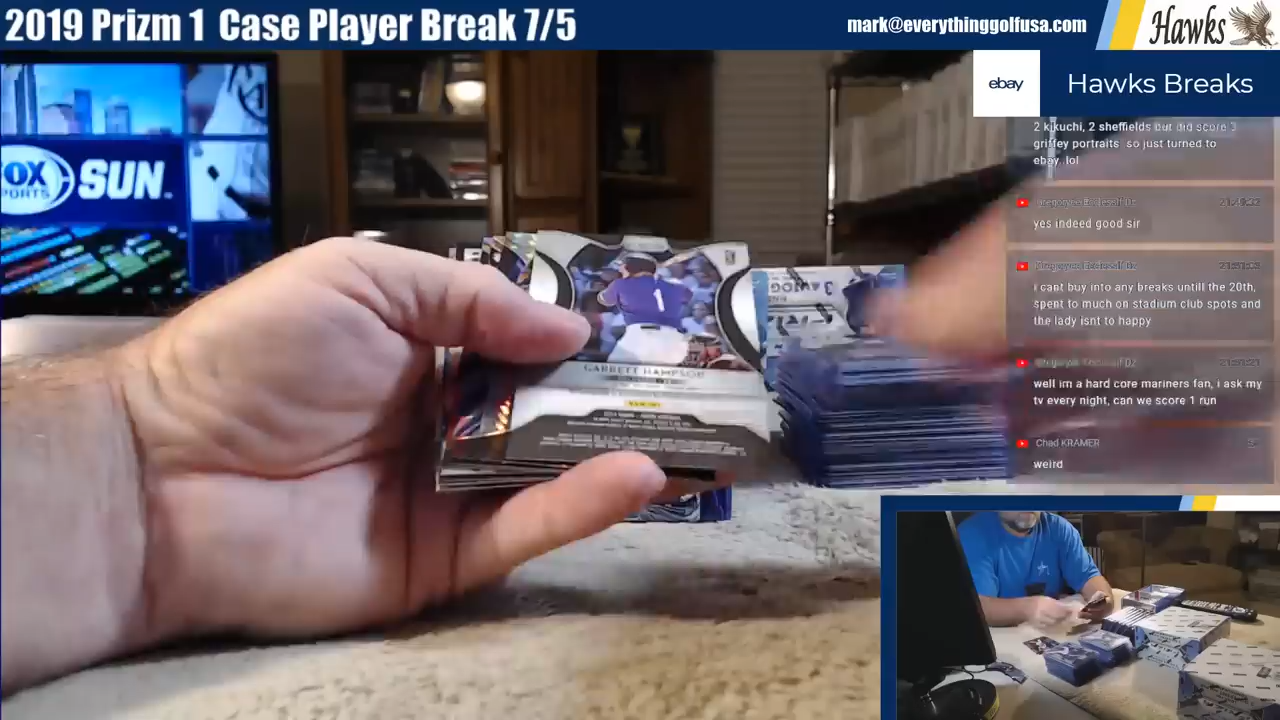 2019 Prizm 1 Case Player Break 7/5
mark@everythinggolfusa.com
Hawks
ebay
Hawks Breaks
2 kikuchi, 2 sheffields but did score 3
griffey portraits so just turned to
ebay. lol
yes indeed good sir
i cant buy into any breaks untill the 20th,
spent to much on stadium club spots and
the lady isnt to happy
well im a hard core mariners fan, i ask my
tv every night, can we score 1 run
Chad KRAMER
weird
FOX
SPORTS
SUN
GARRETT HAMPSON
1
PANINI